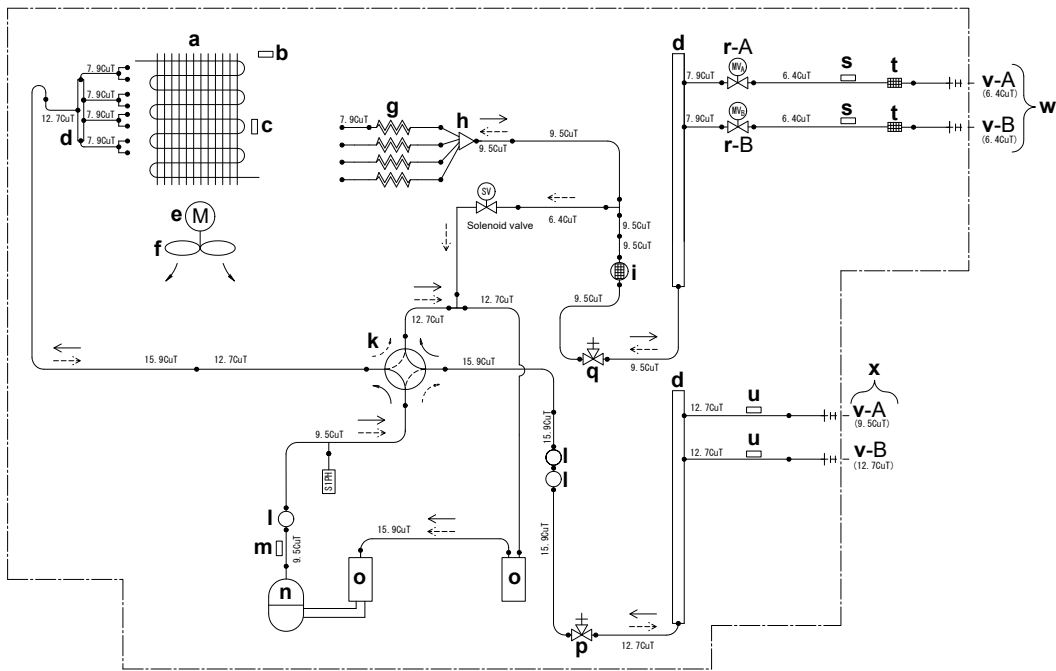 a
b
7.9CuT
7.9CuT
7.9CuT
7.9CuT
12.7CuT
d
c
e M
f
g
7.9CuT
h
9.5CuT
9.5CuT
SV
Solenoid valve
6.4CuT
9.5CuT
9.5CuT
i
9.5CuT
q
9.5CuT
d
r-A
7.9CuT
MVA
6.4CuT
s
t
v-A
(6.4CuT)
w
7.9CuT
MVB
r-B
6.4CuT
s
t
v-B
(6.4CuT)
12.7CuT
12.7CuT
k
15.9CuT
12.7CuT
15.9CuT
9.5CuT
S1PH
l
m
9.5CuT
n
15.9CuT
o
o
15.9CuT
l
l
15.9CuT
p
12.7CuT
d
12.7CuT
u
x
v-A
(9.5CuT)
12.7CuT
u
v-B
(12.7CuT)